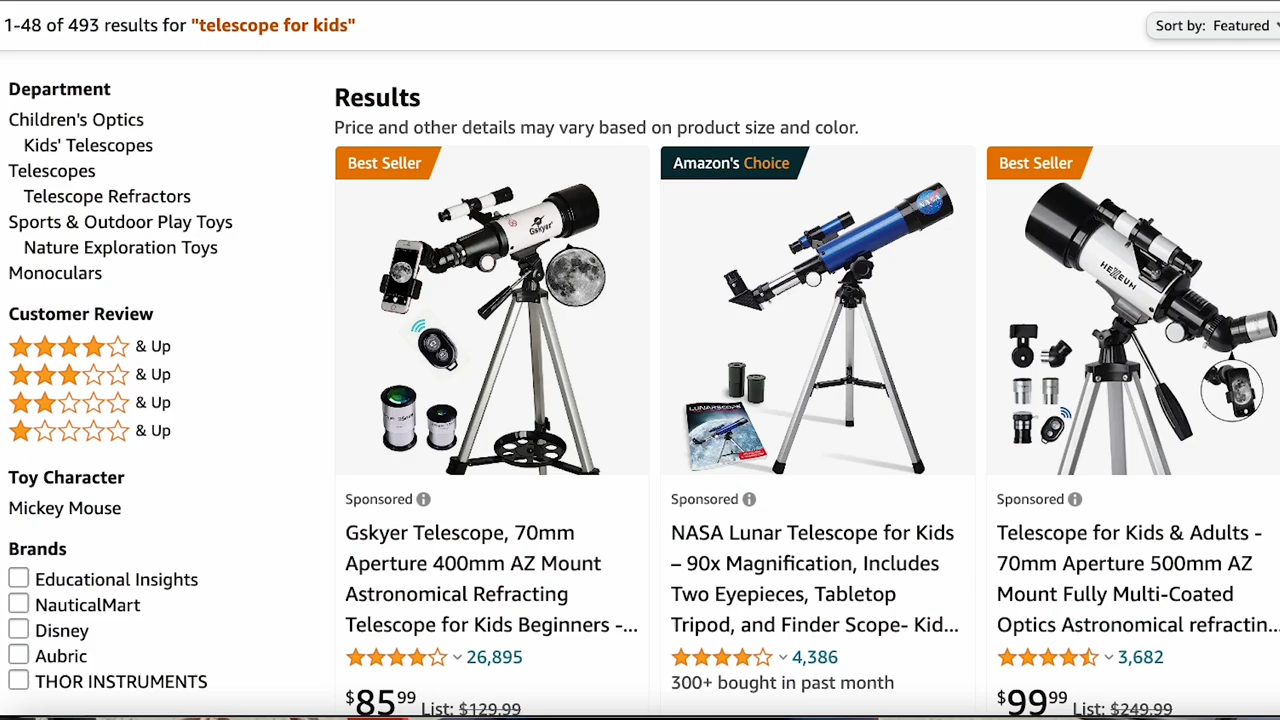 1-48 of 493 results for "telescope for kids"
Sort by: Featured
Department
Children's Optics
Kids' Telescopes
Telescopes
Telescope Refractors
Sports & Outdoor Play Toys
Nature Exploration Toys
Monoculars
Customer Review
& Up
& Up
& Up
& Up
Toy Character
Mickey Mouse
Brands
Educational Insights
NauticalMart
Disney
Aubric
THOR INSTRUMENTS
Results
Price and other details may vary based on product size and color.
Best Seller
Gskyer
Sponsored
Gskyer Telescope, 70mm
Aperture 400mm AZ Mount
Astronomical Refracting
Telescope for Kids Beginners -...
26,895
$8599 List: $129.99
Amazon's Choice
NASA
LUNARSCOPE
Sponsored
NASA Lunar Telescope for Kids
– 90x Magnification, Includes
Two Eyepieces, Tabletop
Tripod, and Finder Scope- Kid...
4,386
300+ bought in past month
Best Seller
HEXEUM
Sponsored
Telescope for Kids & Adults -
70mm Aperture 500mm AZ
Mount Fully Multi-Coated
Optics Astronomical refractin...
3,682
$9999 List: $249.99